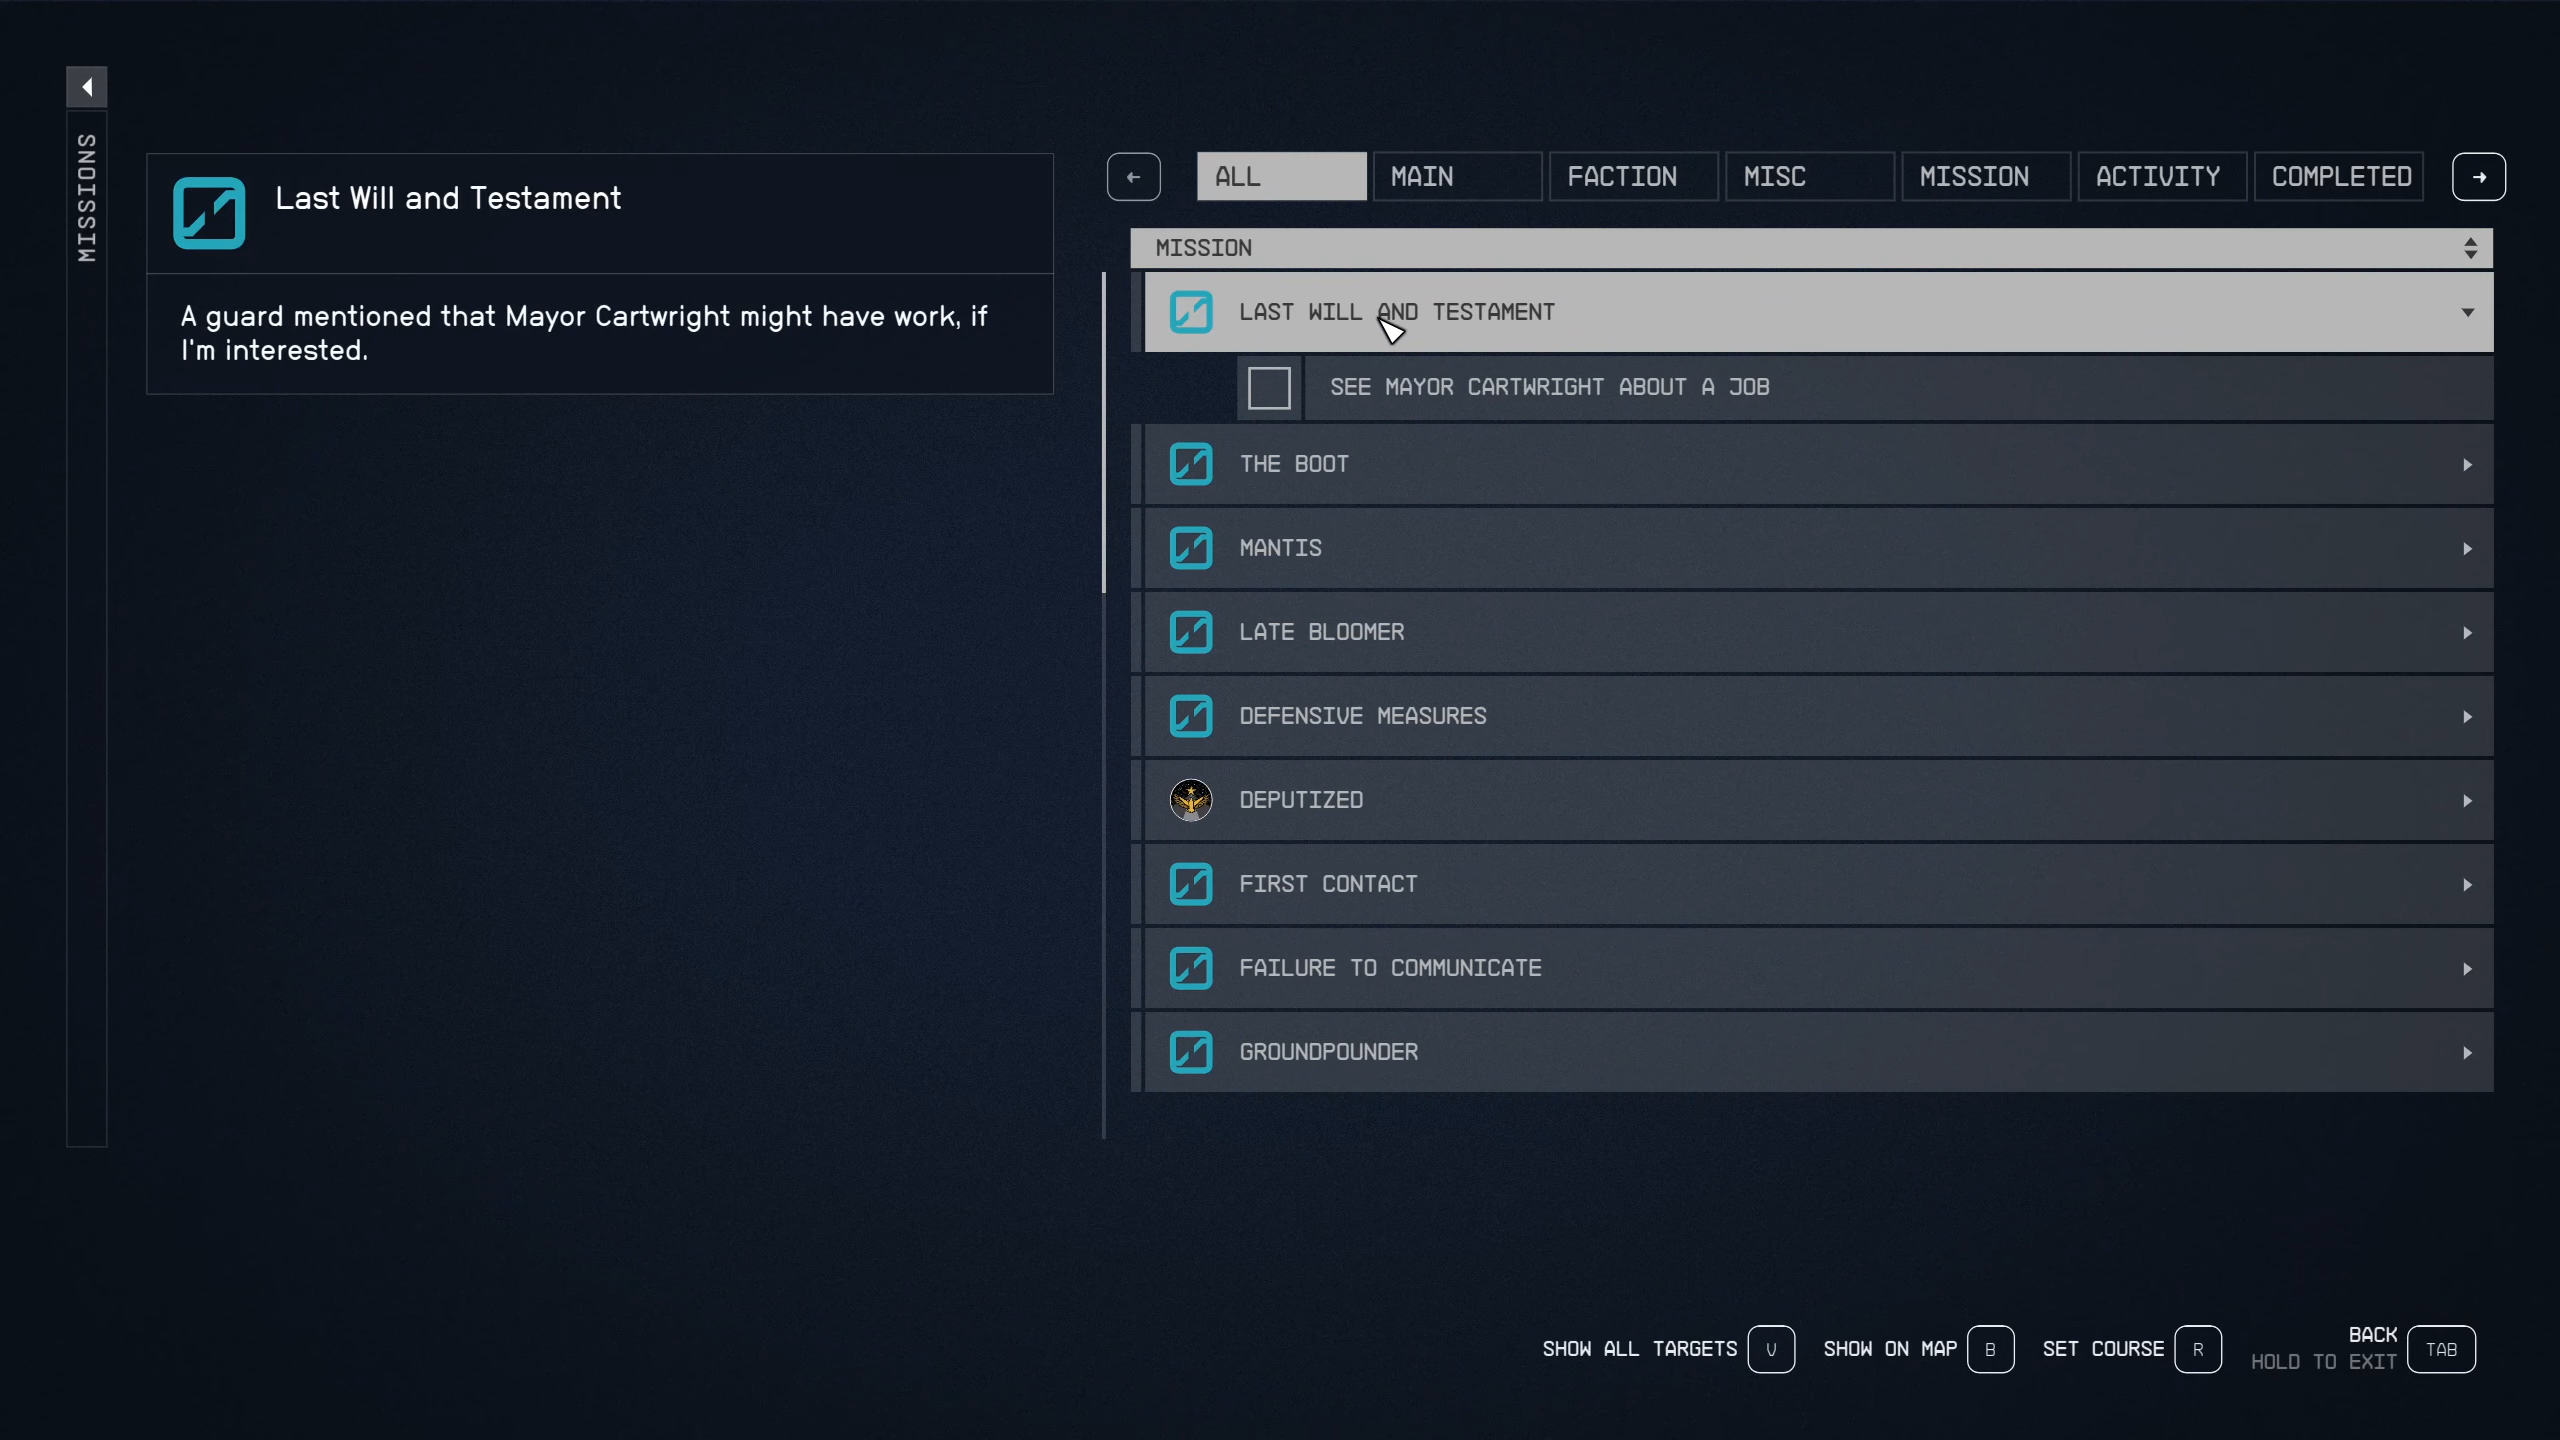 MISSIONS
Last Will and Testament
A guard mentioned that Mayor Cartwright might have work, if
I'm interested.
ALL
MAIN
FACTION
MISC
MISSION
ACTIVITY
COMPLETED
MISSION
LAST WILL AND TESTAMENT
SEE MAYOR CARTWRIGHT ABOUT A JOB
THE BOOT
MANTIS
LATE BLOOMER
DEFENSIVE MEASURES
DEPUTIZED
FIRST CONTACT
FAILURE TO COMMUNICATE
GROUNDPOUNDER
SHOW ALL TARGETS V
SHOW ON MAP B
SET COURSE R
BACK
HOLD TO EXIT
TAB